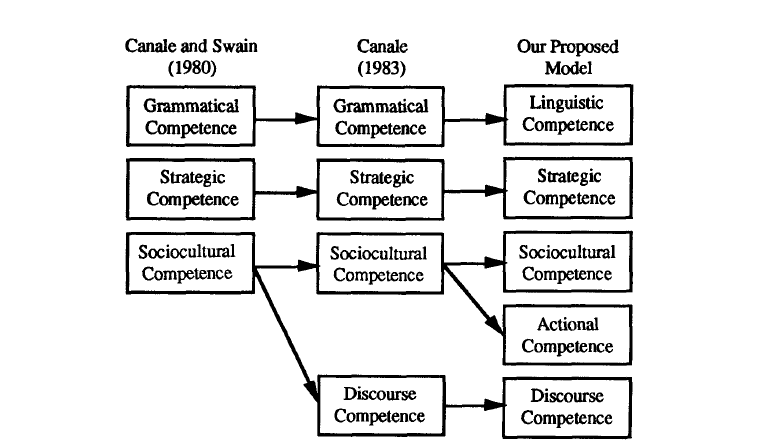 Canale and Swain
(1980)
Canale
(1983)
Our Proposed
Model
Grammatical
Competence
Grammatical
Competence
Linguistic
Competence
Strategic
Competence
Strategic
Competence
Strategic
Competence
Sociocultural
Competence
Sociocultural
Competence
Sociocultural
Competence
Actional
Competence
Discourse
Competence
Discourse
Competence